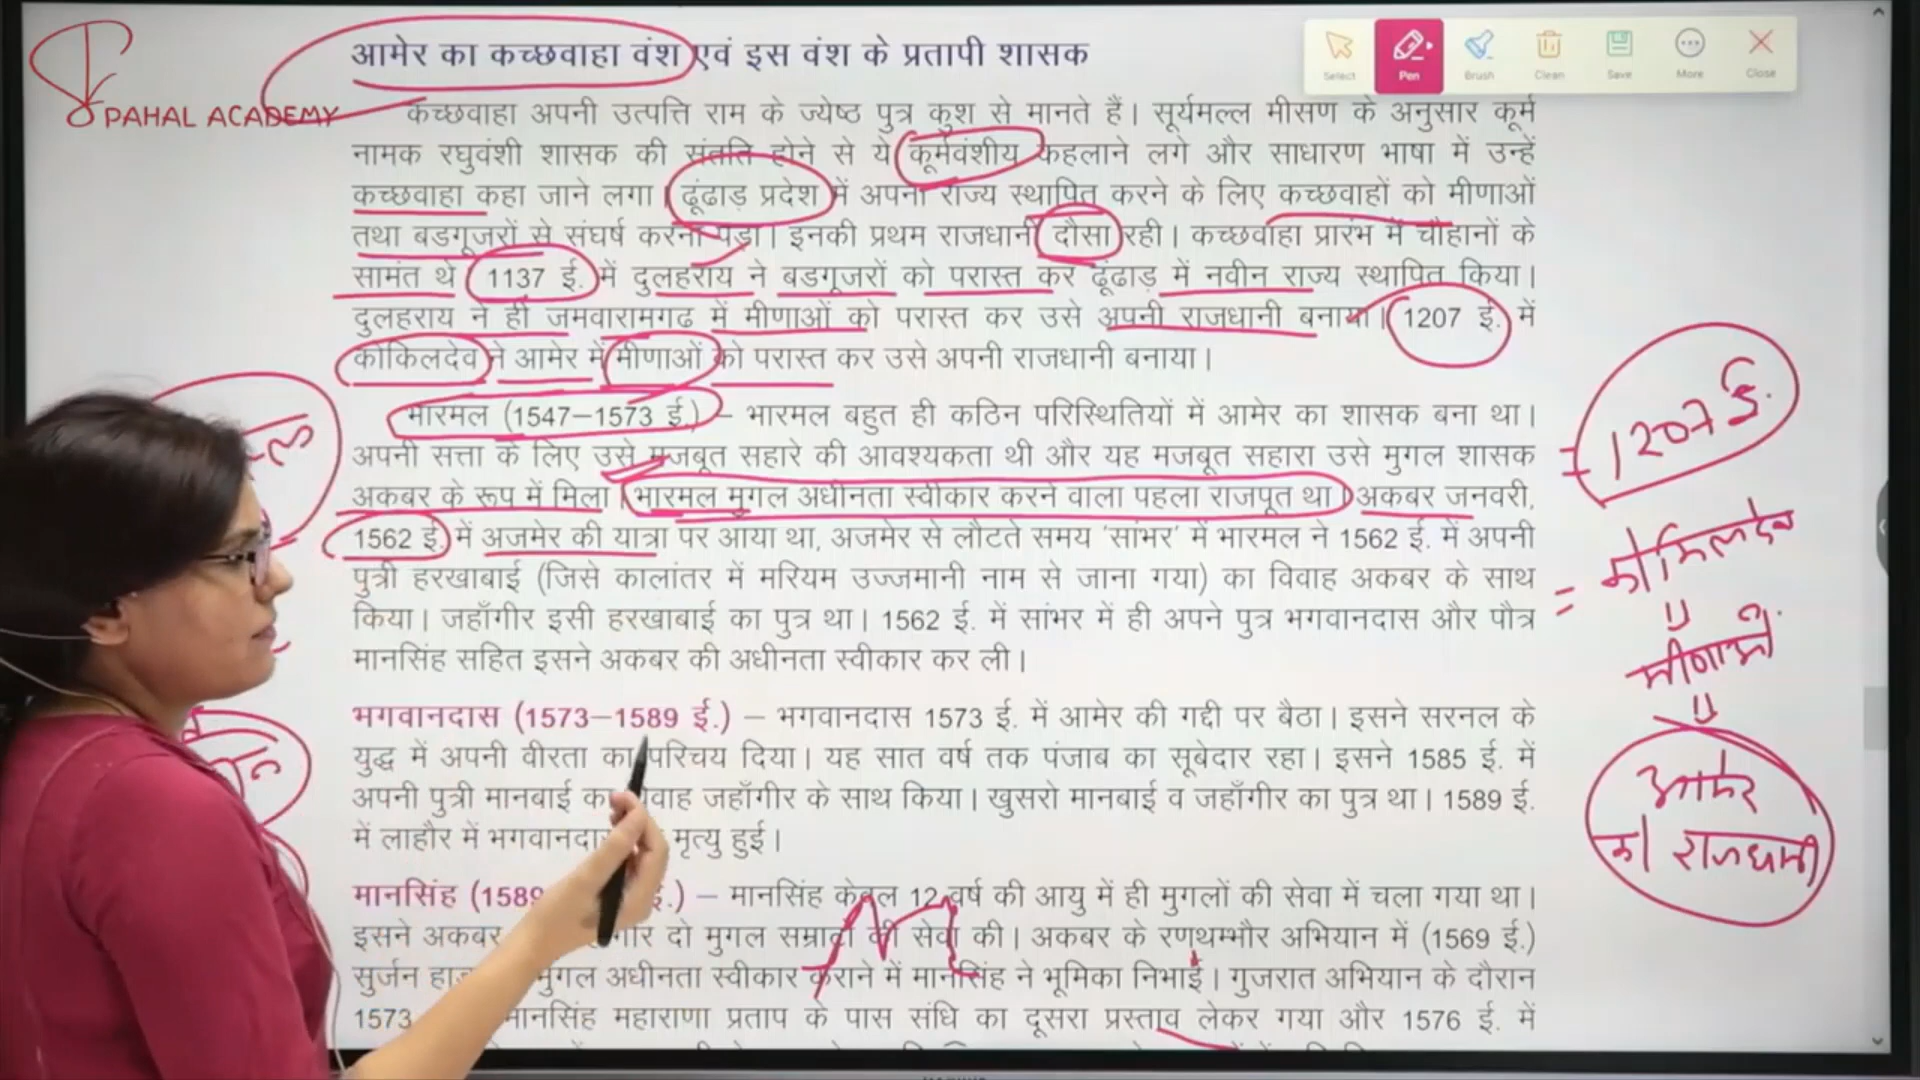 आमेर का कच्छवाहा वंश एवं इस वंश के प्रतापी शासक
Select Pen Brush Clean Save More Close
PAHAL ACADEMY
कच्छवाहा अपनी उत्पत्ति राम के ज्येष्ठ पुत्र कुश से मानते हैं। सूर्यमल्ल मीसण के अनुसार कूर्म
नामक रघुवंशी शासक की संतति होने से ये कूर्मवंशीय कहलाने लगे और साधारण भाषा में उन्हें
कच्छवाहा कहा जाने लगा। ढूंढाड़ प्रदेश में अपना राज्य स्थापित करने के लिए कच्छवाहों को मीणाओं
तथा बडगूजरों से संघर्ष करना पड़ा। इनकी प्रथम राजधानी दौसा रही। कच्छवाहा प्रारंभ में चौहानों के
सामंत थे 1137 ई. में दुलहराय ने बडगूजरों को परास्त कर ढूंढाड़ में नवीन राज्य स्थापित किया।
दुलहराय ने ही जमवारामगढ में मीणाओं को परास्त कर उसे अपनी राजधानी बनाया। 1207 ई. में
कोकिलदेव ने आमेर में मीणाओं को परास्त कर उसे अपनी राजधानी बनाया।
भारमल (1547–1573 ई.) – भारमल बहुत ही कठिन परिस्थितियों में आमेर का शासक बना था।
अपनी सत्ता के लिए उसे मजबूत सहारे की आवश्यकता थी और यह मजबूत सहारा उसे मुगल शासक
अकबर के रूप में मिला। भारमल मुगल अधीनता स्वीकार करने वाला पहला राजपूत था। अकबर जनवरी,
1562 ई. में अजमेर की यात्रा पर आया था, अजमेर से लौटते समय 'सांभर' में भारमल ने 1562 ई. में अपनी
पुत्री हरखाबाई (जिसे कालांतर में मरियम उज्जमानी नाम से जाना गया) का विवाह अकबर के साथ
किया। जहाँगीर इसी हरखाबाई का पुत्र था। 1562 ई. में सांभर में ही अपने पुत्र भगवानदास और पौत्र
मानसिंह सहित इसने अकबर की अधीनता स्वीकार कर ली।
भगवानदास (1573–1589 ई.) – भगवानदास 1573 ई. में आमेर की गद्दी पर बैठा। इसने सरनल के
युद्ध में अपनी वीरता का परिचय दिया। यह सात वर्ष तक पंजाब का सूबेदार रहा। इसने 1585 ई. में
अपनी पुत्री मानबाई का वाह जहाँगीर के साथ किया। खुसरो मानबाई व जहाँगीर का पुत्र था। 1589 ई.
में लाहौर में भगवानदा मृत्यु हुई।
मानसिंह (1589 ई.) – मानसिंह केवल 12 वर्ष की आयु में ही मुगलों की सेवा में चला गया था।
इसने अकबर गीर दो मुगल सम्राटों की सेवा की। अकबर के रणथम्भौर अभियान में (1569 ई.)
सुर्जन हाड मुगल अधीनता स्वीकार कराने में मानसिंह ने भूमिका निभाई। गुजरात अभियान के दौरान
1573 मानसिंह महाराणा प्रताप के पास संधि का दूसरा प्रस्ताव लेकर गया और 1576 ई. में
= 1207 ई.
= कोकिलदेव
मीणाओं
आमेर
को राजधानी